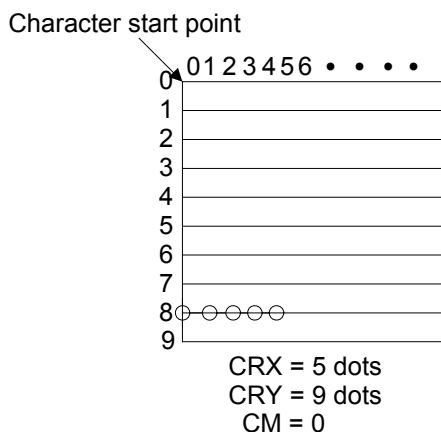 Character start point
0123456 • • • •
0
1
2
3
4
5
6
7
8
9
CRX = 5 dots
CRY = 9 dots
CM = 0